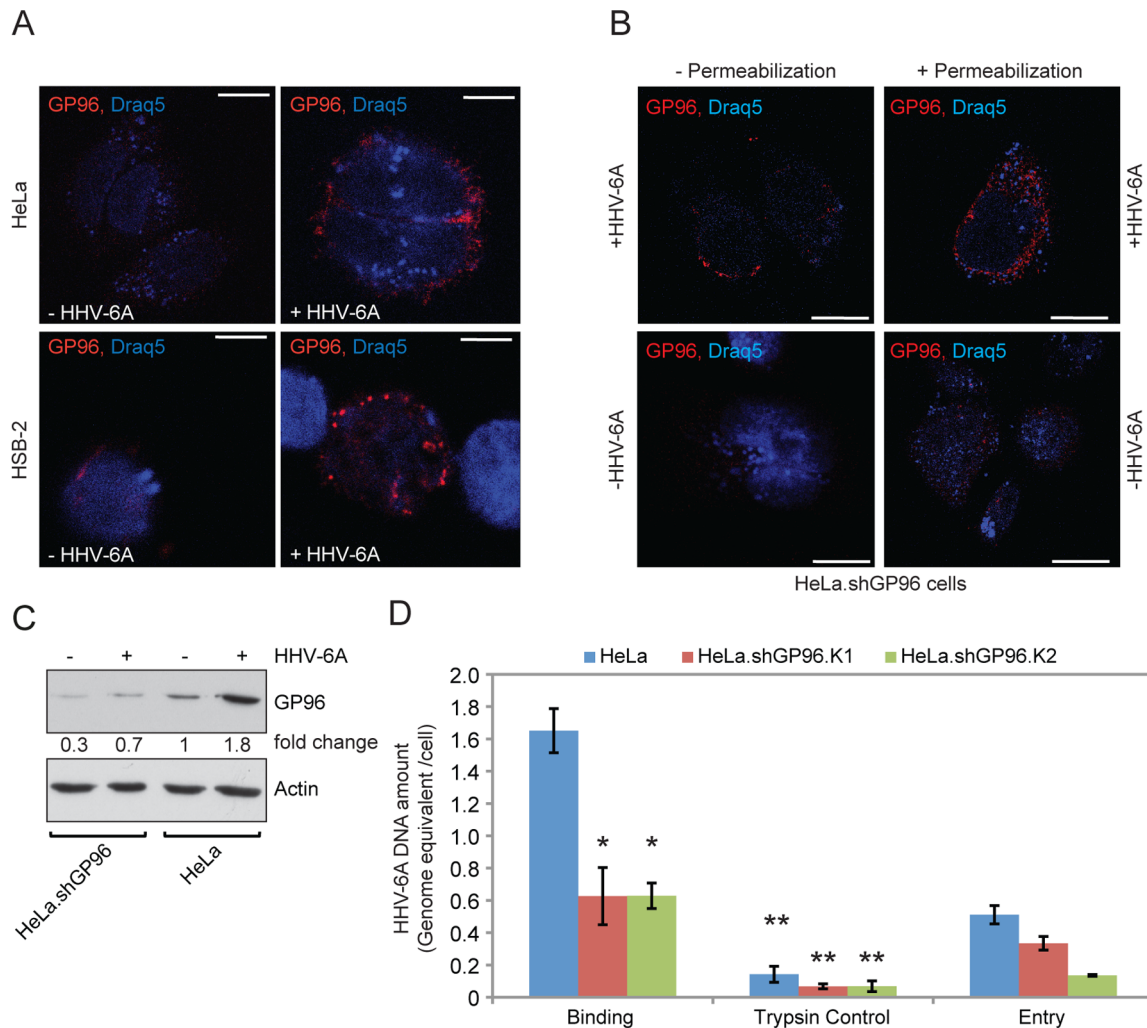 A
GP96, Draq5
GP96, Draq5
HeLa
- HHV-6A
+ HHV-6A
GP96, Draq5
GP96, Draq5
HSB-2
- HHV-6A
+ HHV-6A
B
- Permeabilization
+ Permeabilization
GP96, Draq5
GP96, Draq5
+HHV-6A
+HHV-6A
GP96, Draq5
GP96, Draq5
-HHV-6A
-HHV-6A
HeLa.shGP96 cells
C
- + - + HHV-6A
GP96
0.3 0.7 1 1.8 fold change
Actin
HeLa.shGP96
HeLa
D
HeLa HeLa.shGP96.K1 HeLa.shGP96.K2
HHV-6A DNA amount
(Genome equivalent /cell)
2.0
1.8
1.6
1.4
1.2
1.0
0.8
0.6
0.4
0.2
0
* *
** ** **
Binding Trypsin Control Entry